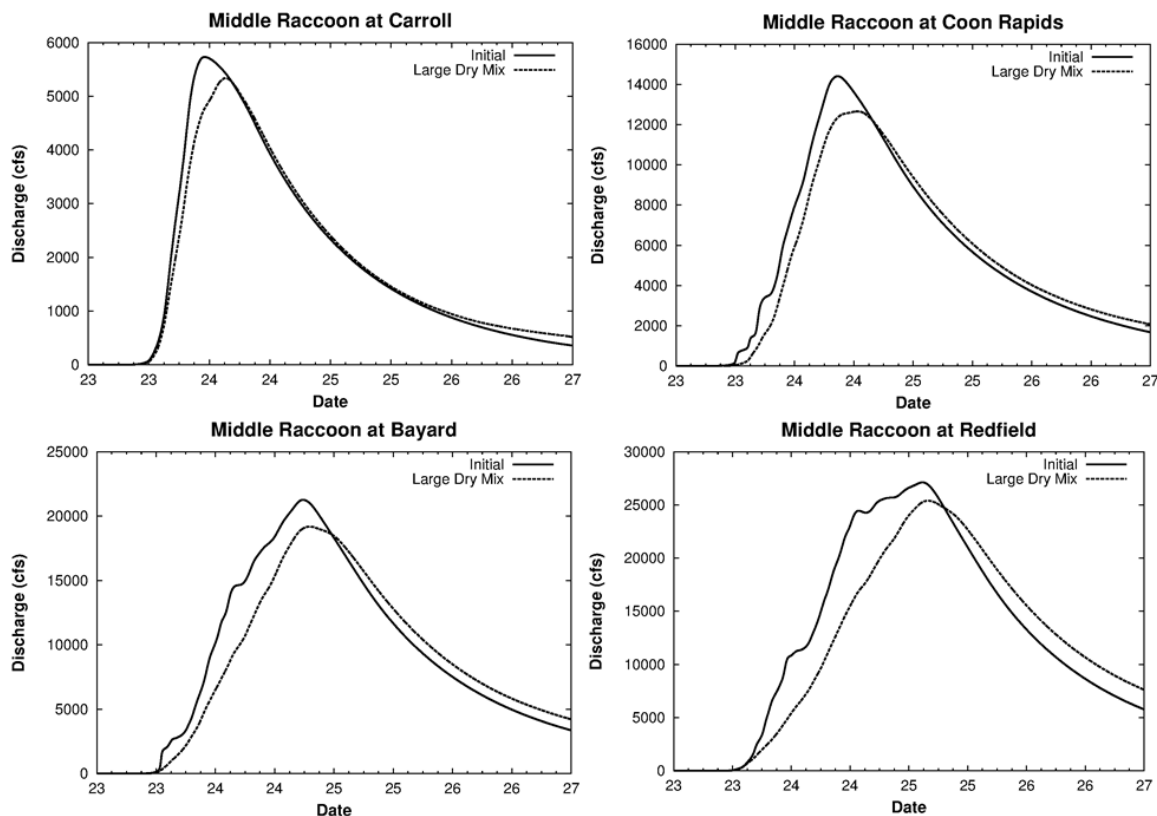 Middle Raccoon at Carroll
Initial
Large Dry Mix
6000
5000
4000
3000
2000
1000
0
Discharge (cfs)
23 23 24 24 25 25 26 26 27
Date
Middle Raccoon at Coon Rapids
Initial
Large Dry Mix
16000
14000
12000
10000
8000
6000
4000
2000
0
Discharge (cfs)
23 23 24 24 25 25 26 26 27
Date
Middle Raccoon at Bayard
Initial
Large Dry Mix
25000
20000
15000
10000
5000
0
Discharge (cfs)
23 23 24 24 25 25 26 26 27
Date
Middle Raccoon at Redfield
Initial
Large Dry Mix
30000
25000
20000
15000
10000
5000
0
Discharge (cfs)
23 23 24 24 25 25 26 26 27
Date